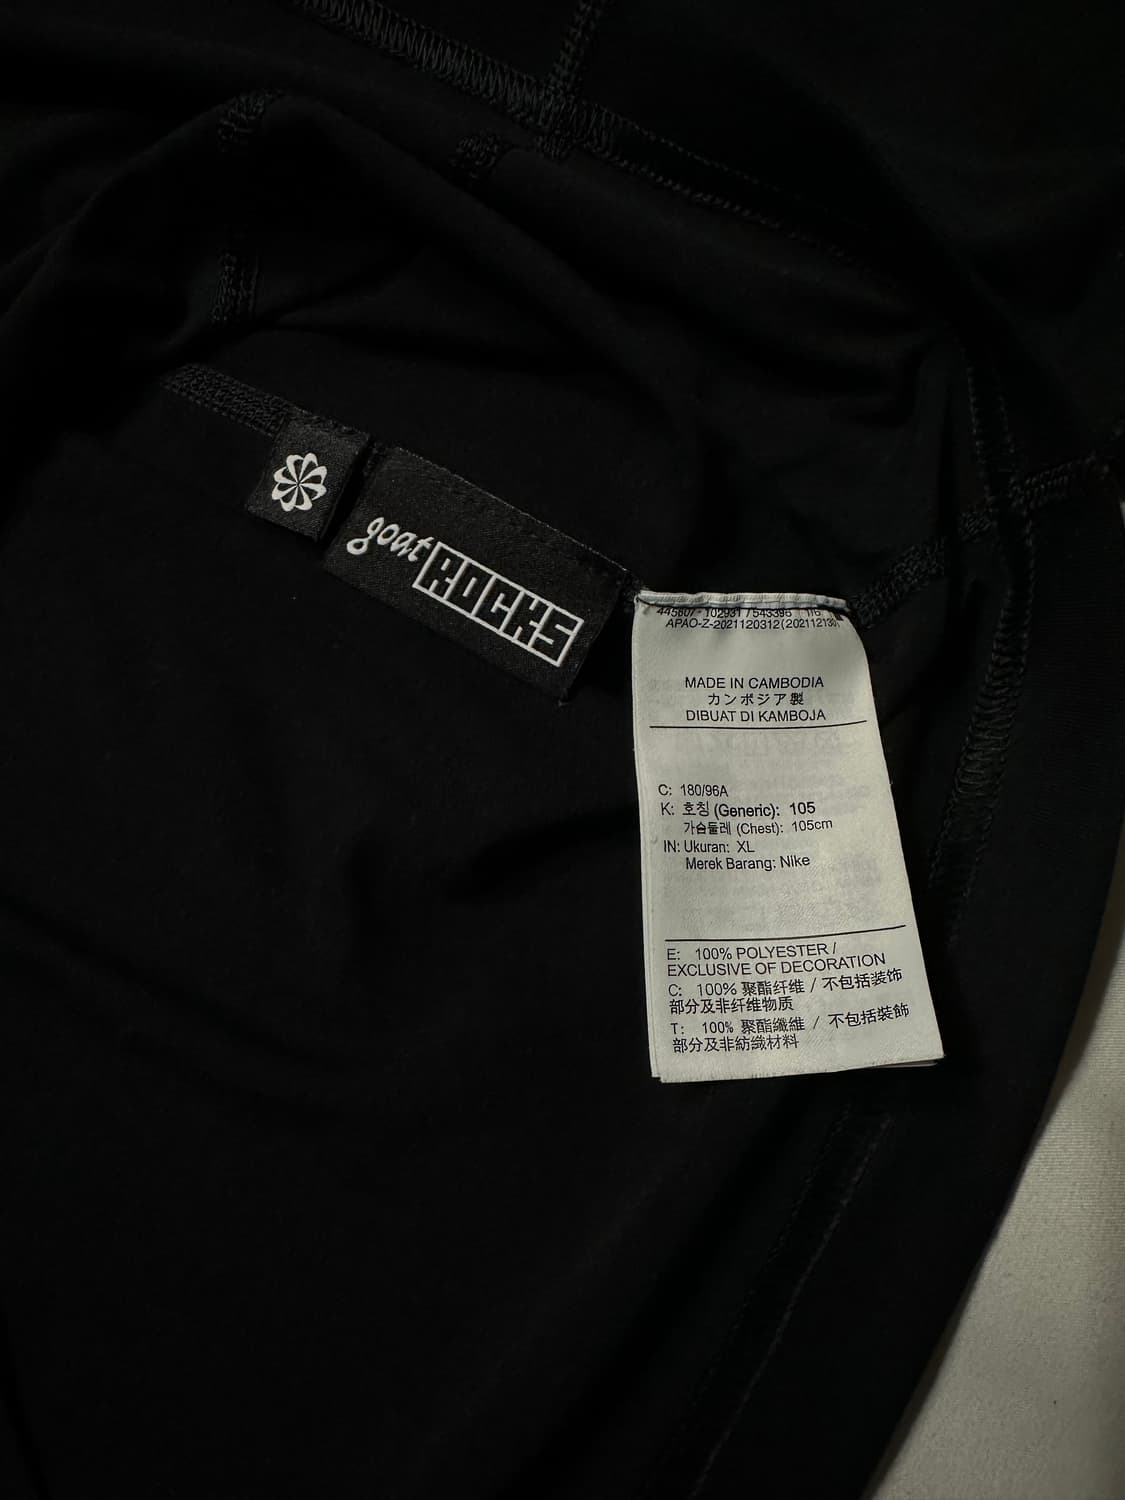 goat ROCKS
APAO-Z-2021120312(20211213
MADE IN CAMBODIA
カンボジア製
DIBUAT DI KAMBOJA
C: 180/96A
K: 호칭 (Generic): 105
가슴둘레 (Chest): 105cm
IN: Ukuran: XL
Merek Barang: Nike
E: 100% POLYESTER /
EXCLUSIVE OF DECORATION
C: 100% 聚酯纤维 / 不包括装饰
部分及非纤维物质
T: 100% 聚酯纖維 / 不包括裝飾
部分及非紡織材料